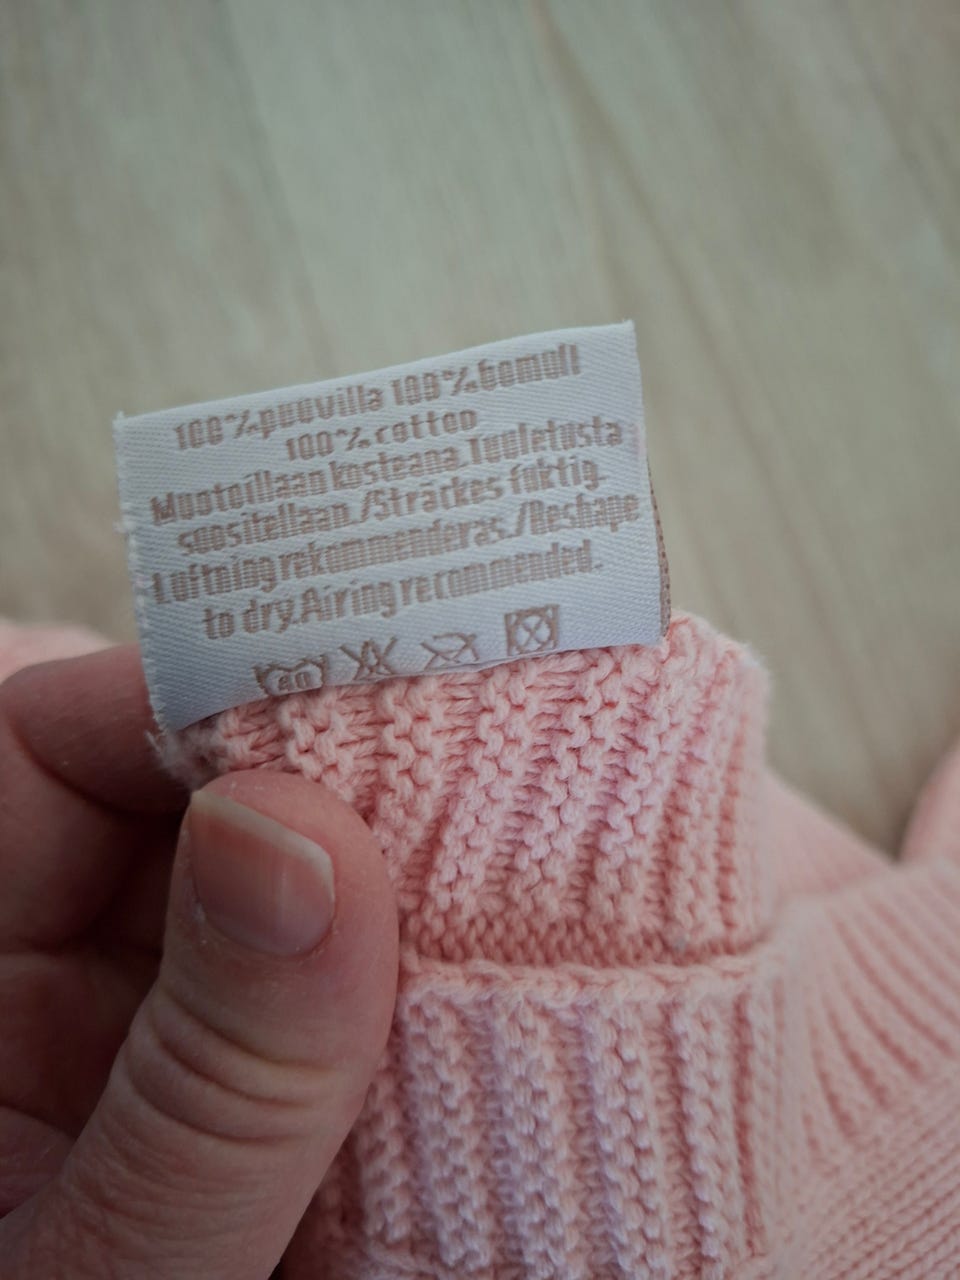 100% puuvilla 100% bomull
100% cotton
Muotoillaan kosteana. Tuuletusta
suositellaan./Sträckes fuktig.
Luftning rekommenderas./Reshape
to dry. Airing recommended.
40